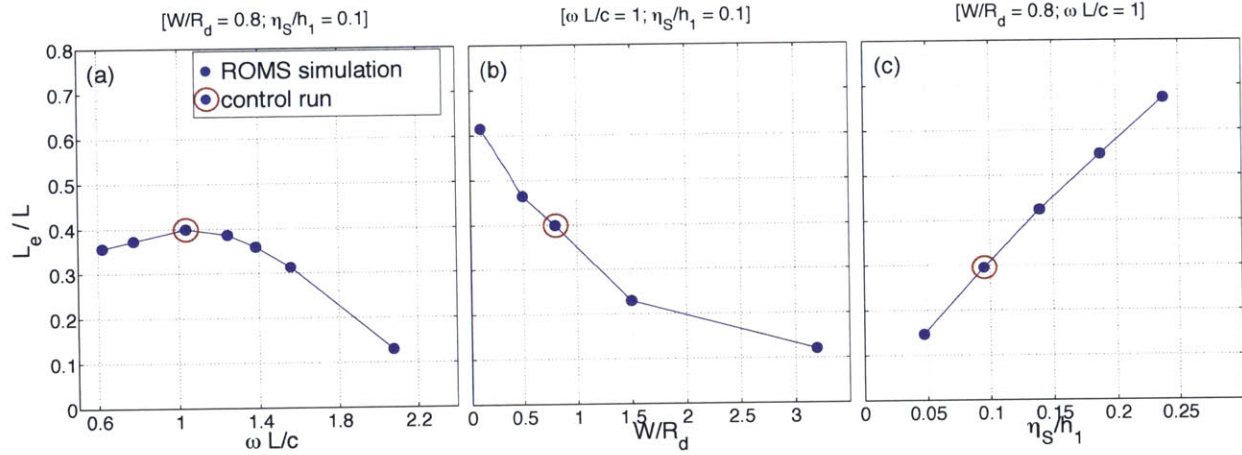 [W/R_d = 0.8; η_S/h_1 = 0.1]
[ω L/c = 1; η_S/h_1 = 0.1]
[W/R_d = 0.8; ω L/c = 1]
(a)
ROMS simulation
control run
(b)
(c)
L_e / L
0.8
0.7
0.6
0.5
0.4
0.3
0.2
0.1
0
0.6 1 1.4 1.8 2.2
ω L/c
0 0.5 1 1.5 2 2.5 3
W/R_d
0 0.05 0.1 0.15 0.2 0.25
η_S/h_1